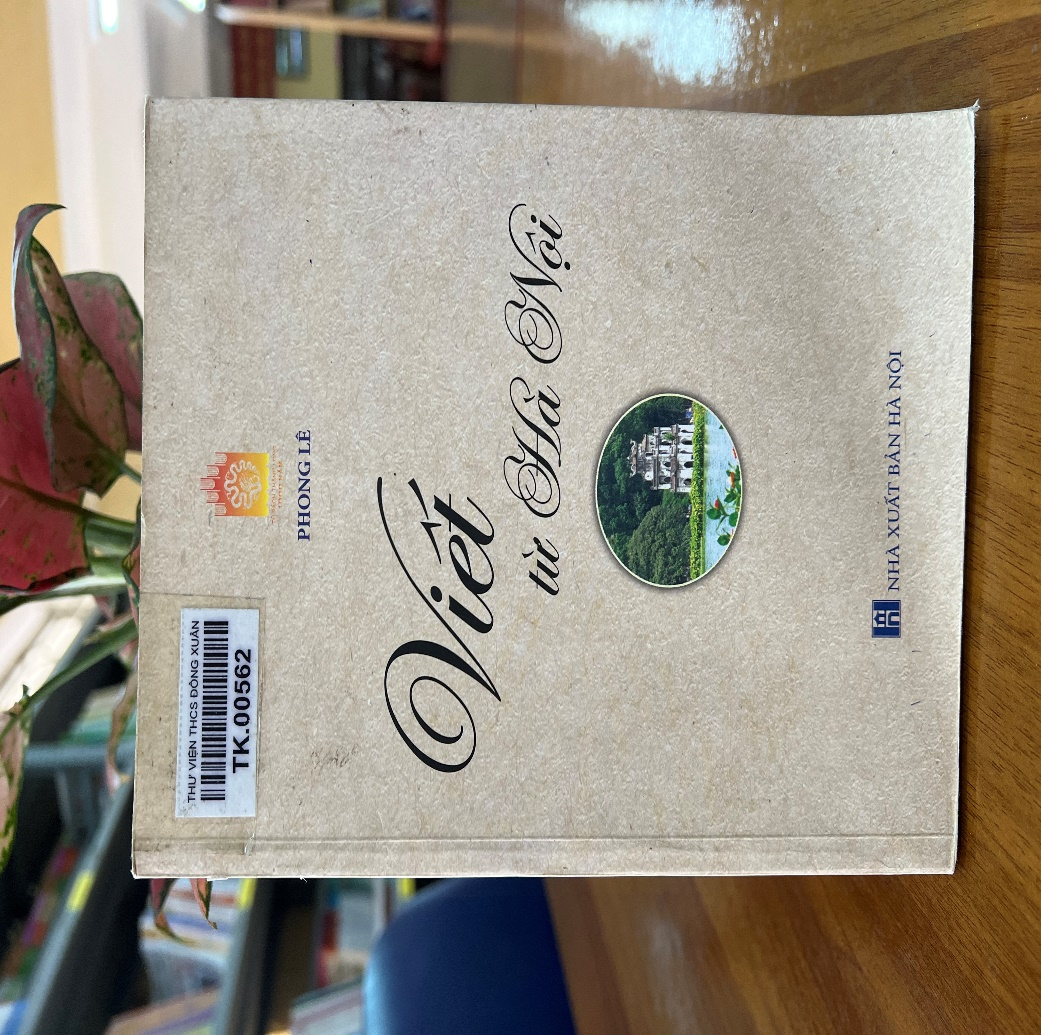 THƯ VIỆN THCS ĐỒNG XUÂN
TK.00562
PHONG LÊ
Viết
từ Hà Nội
NHÀ XUẤT BẢN HÀ NỘI